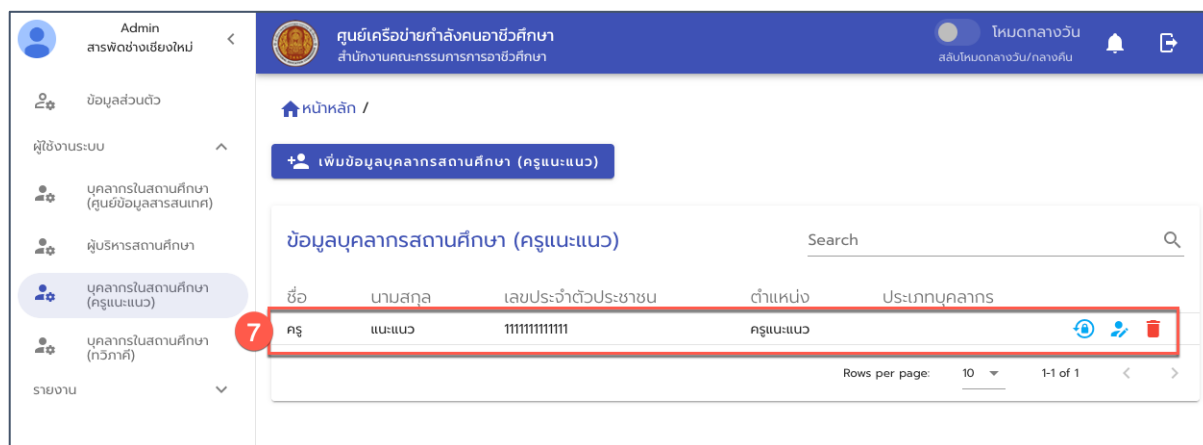 Admin
สารพัดช่างเชียงใหม่
ศูนย์เครือข่ายกำลังคนอาชีวศึกษา
สำนักงานคณะกรรมการการอาชีวศึกษา
โหมดกลางวัน
สลับโหมดกลางวัน/กลางคืน
ข้อมูลส่วนตัว
ผู้ใช้งานระบบ
บุคลากรในสถานศึกษา
(ศูนย์ข้อมูลสารสนเทศ)
ผู้บริหารสถานศึกษา
บุคลากรในสถานศึกษา
(ครูแนะแนว)
บุคลากรในสถานศึกษา
(ทวิภาคี)
รายงาน
หน้าหลัก /
เพิ่มข้อมูลบุคลากรสถานศึกษา (ครูแนะแนว)
ข้อมูลบุคลากรสถานศึกษา (ครูแนะแนว) Search
ชื่อ นามสกุล เลขประจำตัวประชาชน ตำแหน่ง ประเภทบุคลากร
7 ครู แนะแนว 1111111111111 ครูแนะแนว
Rows per page: 10 1-1 of 1